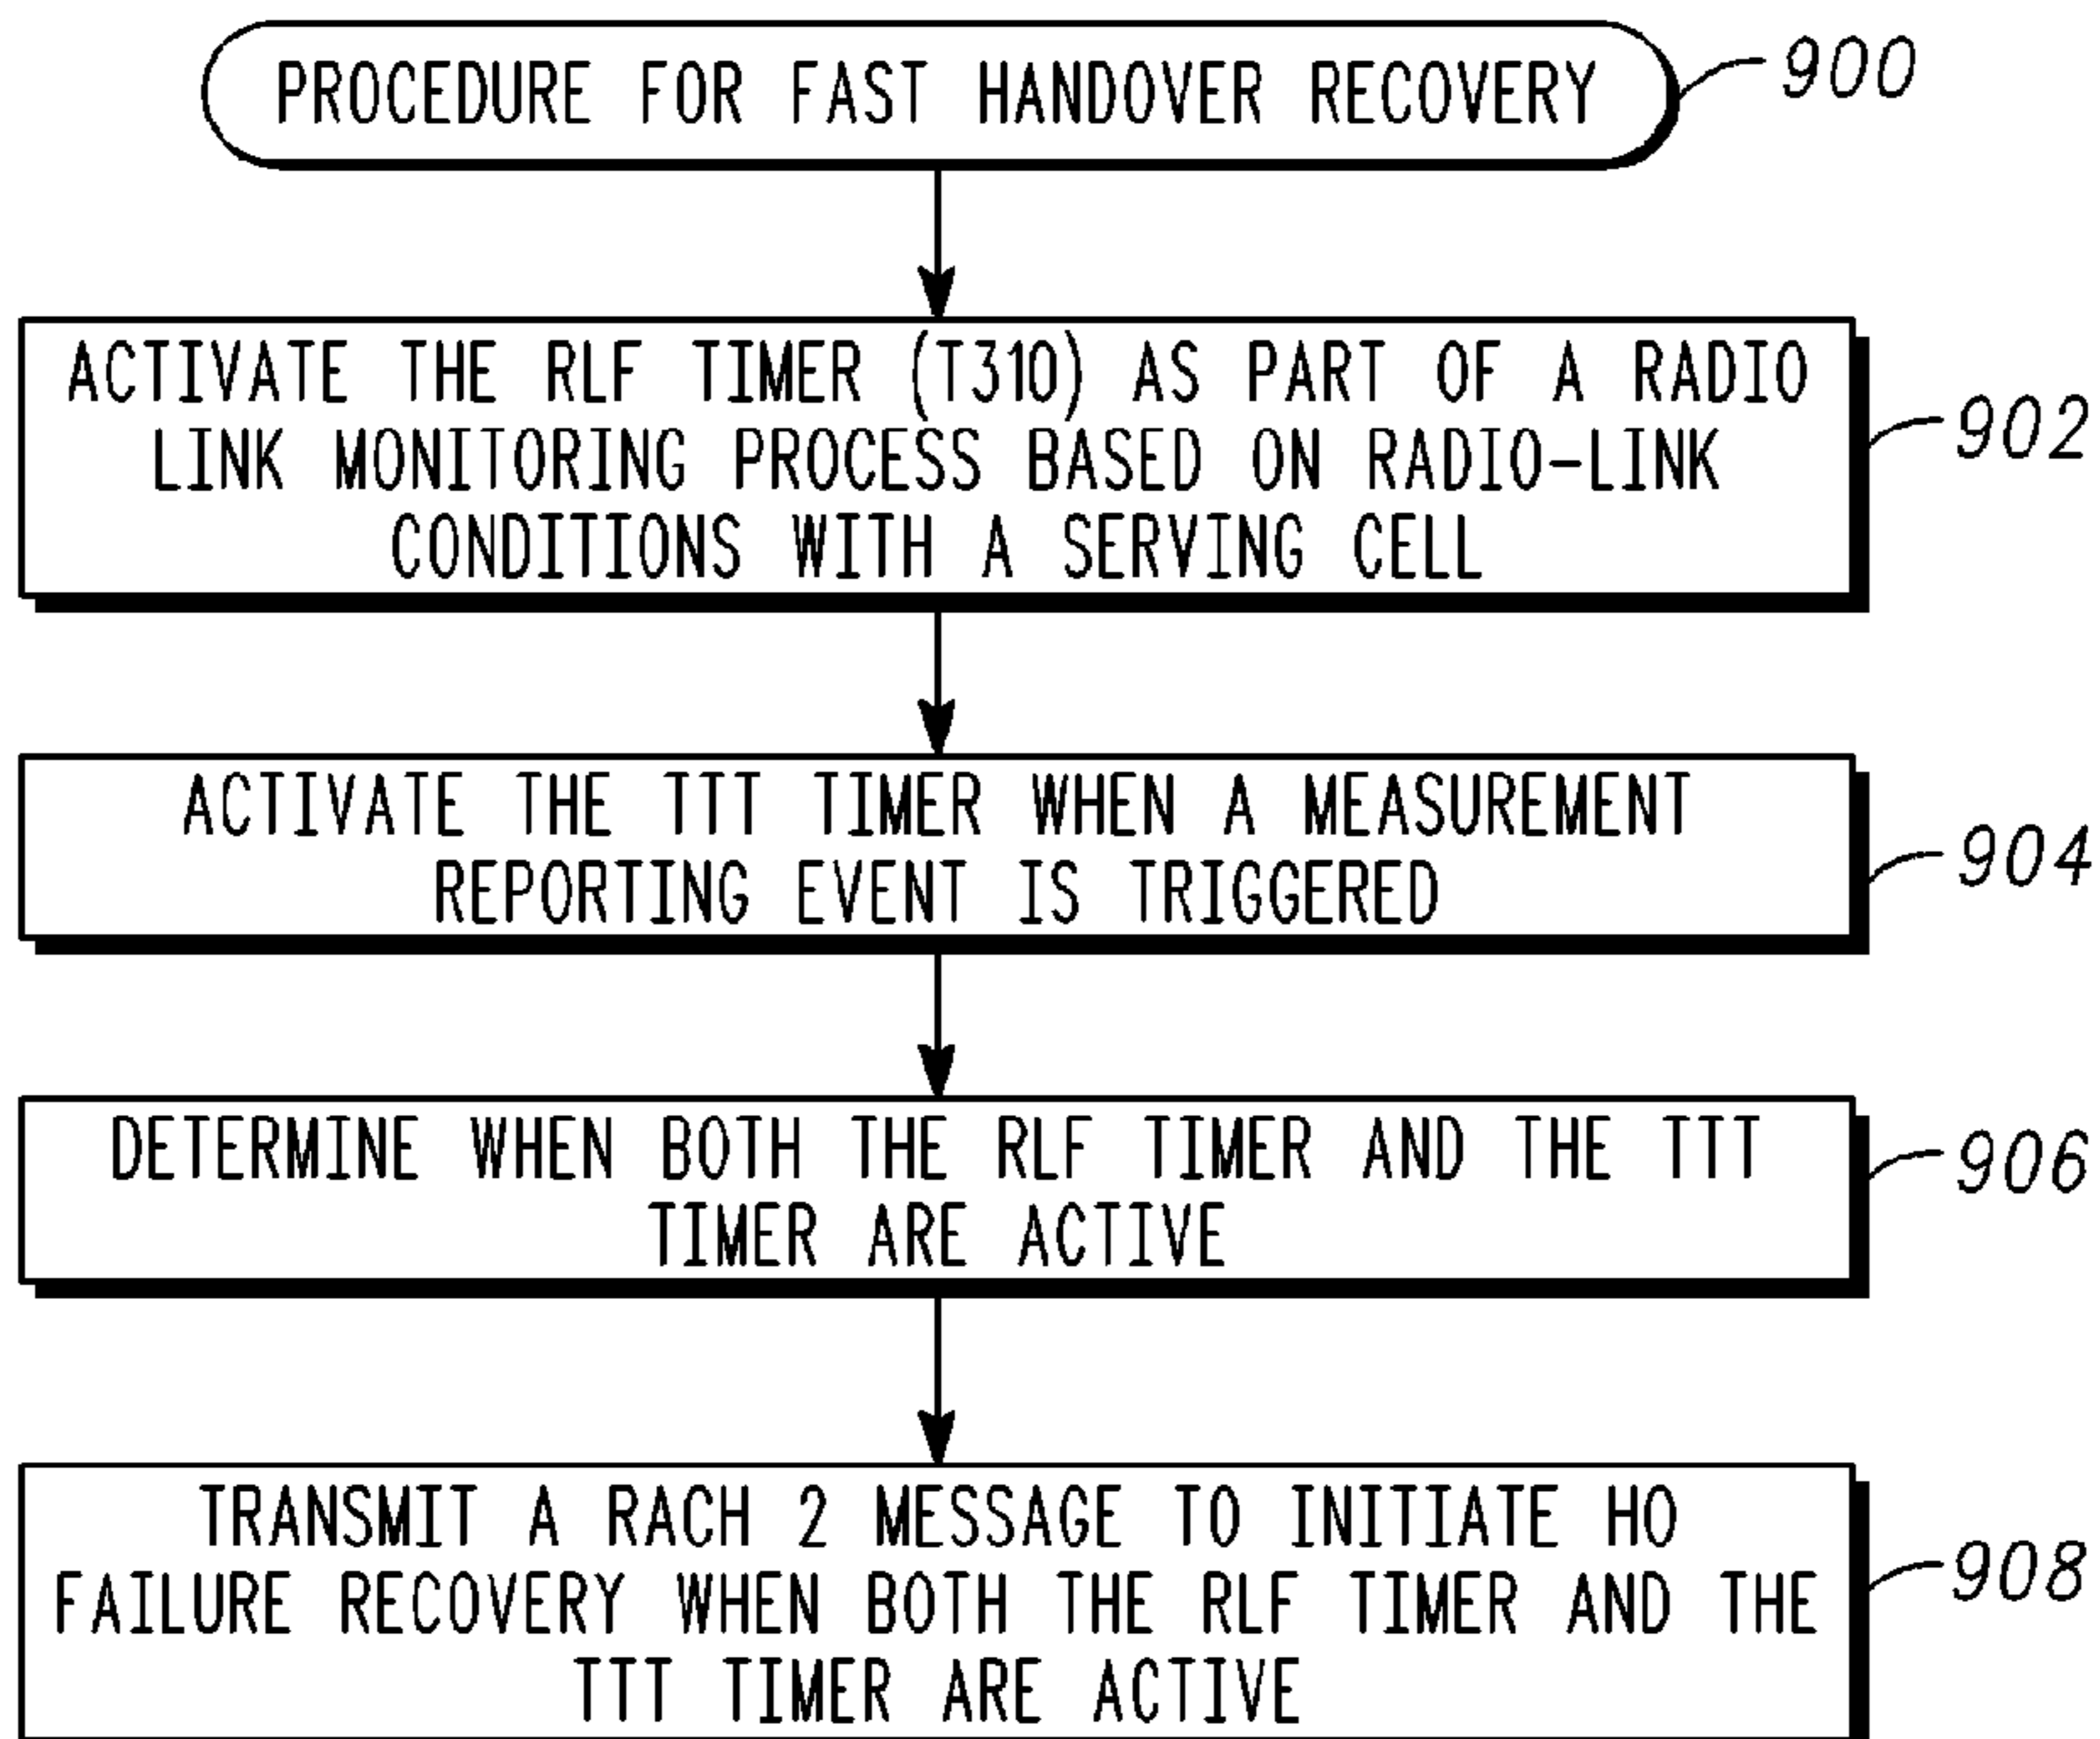 PROCEDURE FOR FAST HANDOVER RECOVERY
900
ACTIVATE THE RLF TIMER (T310) AS PART OF A RADIO
LINK MONITORING PROCESS BASED ON RADIO-LINK
CONDITIONS WITH A SERVING CELL
902
ACTIVATE THE TTT TIMER WHEN A MEASUREMENT
REPORTING EVENT IS TRIGGERED
904
DETERMINE WHEN BOTH THE RLF TIMER AND THE TTT
TIMER ARE ACTIVE
906
TRANSMIT A RACH 2 MESSAGE TO INITIATE HO
FAILURE RECOVERY WHEN BOTH THE RLF TIMER AND THE
TTT TIMER ARE ACTIVE
908